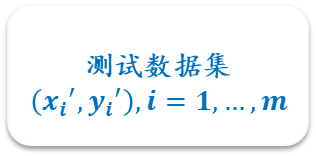 测试数据集
(xᵢ′, yᵢ′), i = 1, …, m